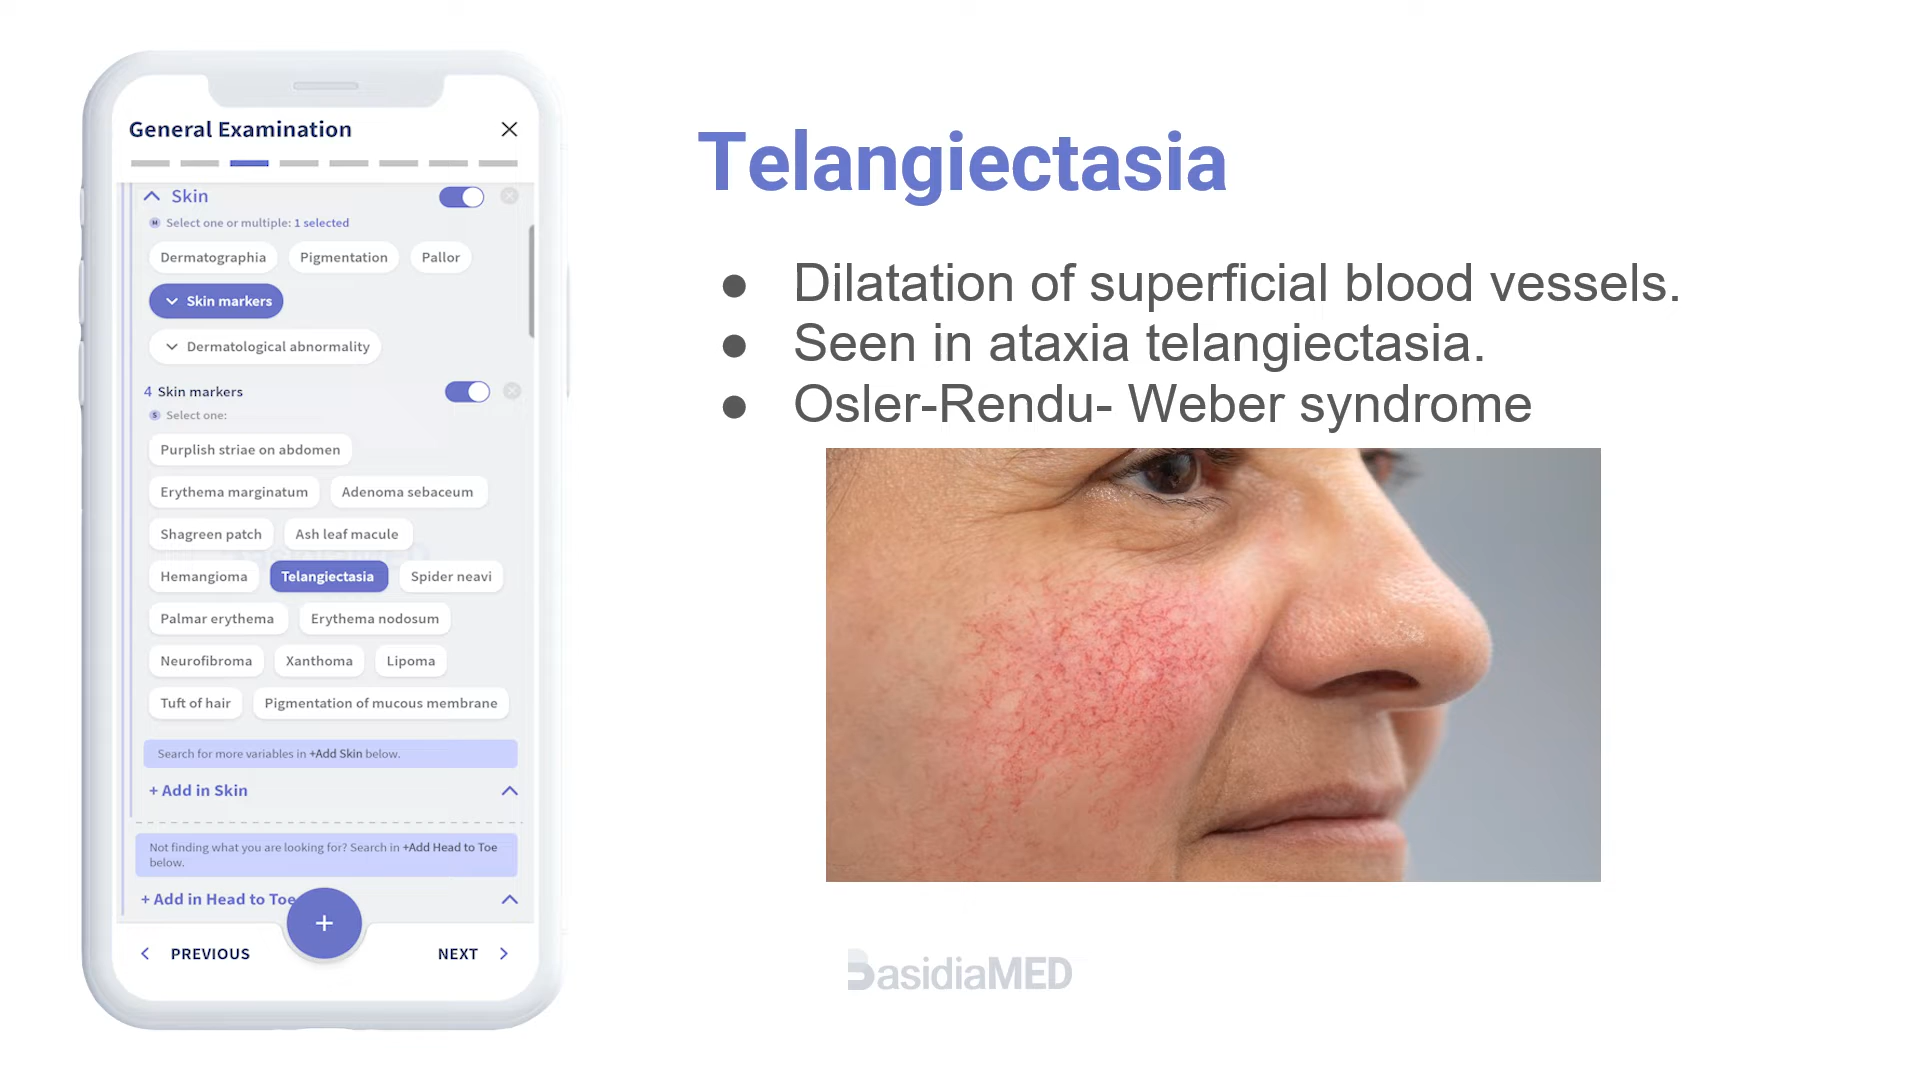 General Examination
Skin
Select one or multiple: 1 selected
Dermatographia Pigmentation Pallor
Skin markers
Dermatological abnormality
4 Skin markers
Select one:
Purplish striae on abdomen
Erythema marginatum Adenoma sebaceum
Shagreen patch Ash leaf macule
Hemangioma Telangiectasia Spider neavi
Palmar erythema Erythema nodosum
Neurofibroma Xanthoma Lipoma
Tuft of hair Pigmentation of mucous membrane
Search for more variables in +Add Skin below.
+ Add in Skin
Not finding what you are looking for? Search in +Add Head to Toe
below.
+ Add in Head to Toe
+
PREVIOUS NEXT
Telangiectasia
● Dilatation of superficial blood vessels.
● Seen in ataxia telangiectasia.
● Osler-Rendu- Weber syndrome
BasidiaMED